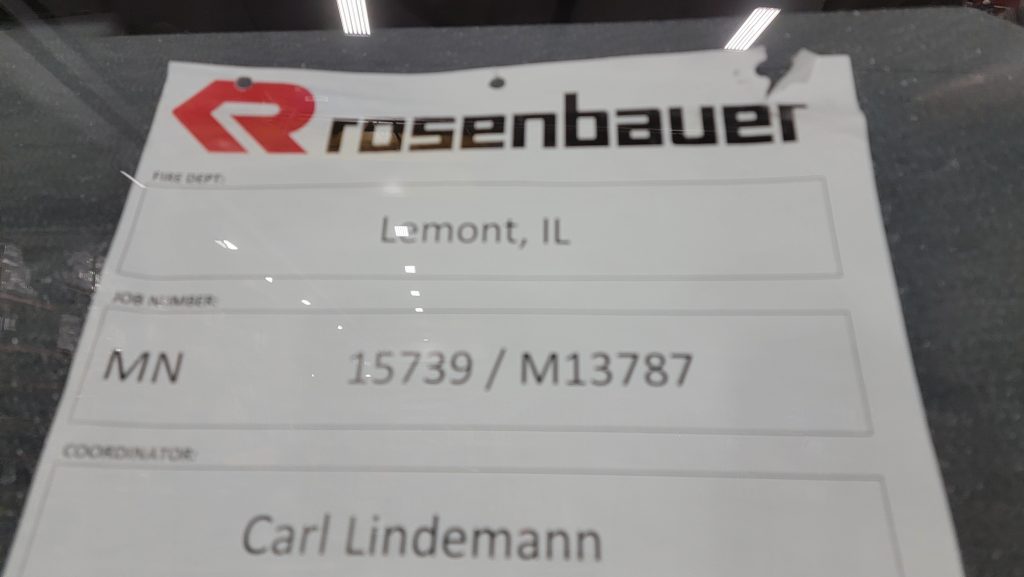 rosenbauer
FIRE DEPT:
Lemont, IL
JOB NUMBER:
MN 15739 / M13787
COORDINATOR:
Carl Lindemann